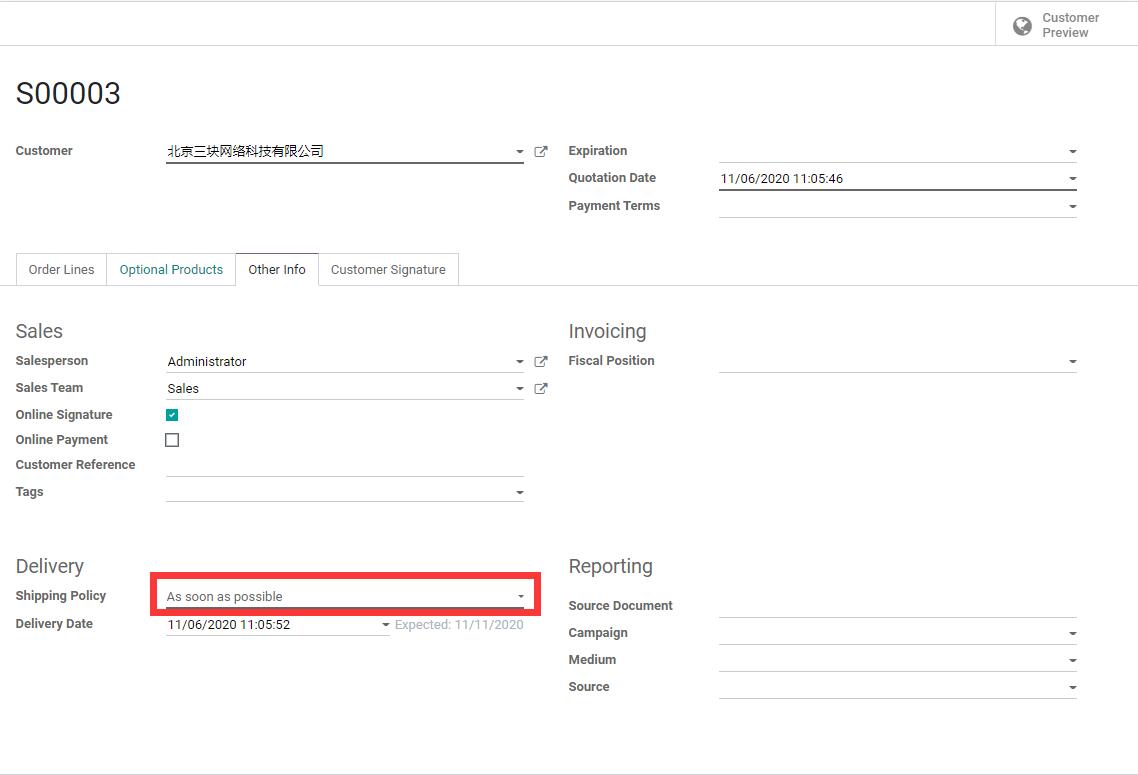 Customer
Preview
S00003
Customer 北京三块网络科技有限公司
Expiration
Quotation Date 11/06/2020 11:05:46
Payment Terms
Order Lines Optional Products Other Info Customer Signature
Sales
Salesperson Administrator
Sales Team Sales
Online Signature
Online Payment
Customer Reference
Tags
Invoicing
Fiscal Position
Delivery
Shipping Policy As soon as possible
Delivery Date 11/06/2020 11:05:52 Expected: 11/11/2020
Reporting
Source Document
Campaign
Medium
Source